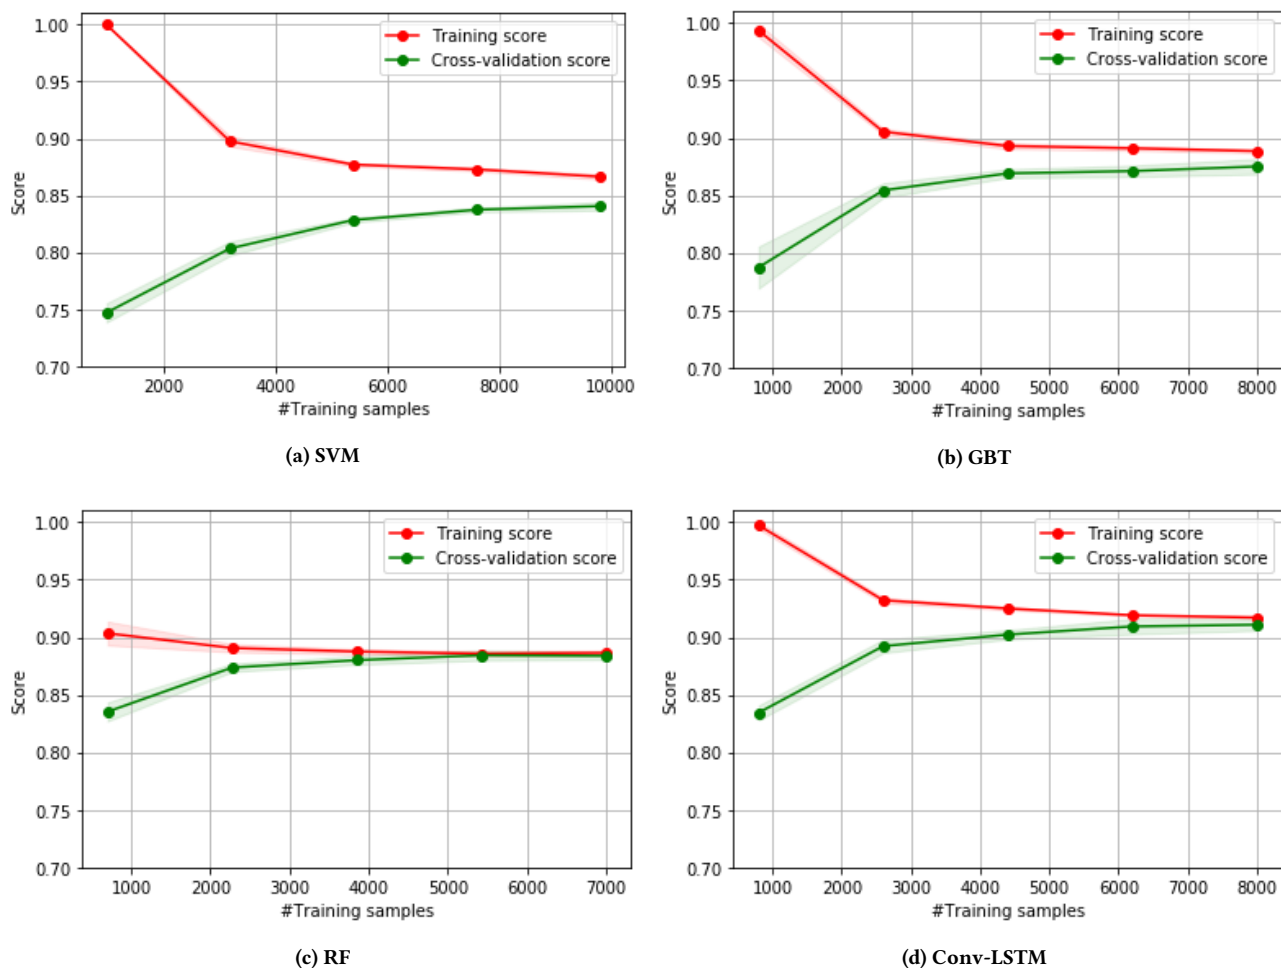 1.00
0.95
0.90
0.85
0.80
0.75
0.70
Score
Training score
Cross-validation score
2000 4000 6000 8000 10000
#Training samples
(a) SVM
1.00
0.95
0.90
0.85
0.80
0.75
0.70
Score
Training score
Cross-validation score
1000 2000 3000 4000 5000 6000 7000 8000
#Training samples
(b) GBT
1.00
0.95
0.90
0.85
0.80
0.75
0.70
Score
Training score
Cross-validation score
1000 2000 3000 4000 5000 6000 7000
#Training samples
(c) RF
1.00
0.95
0.90
0.85
0.80
0.75
0.70
Score
Training score
Cross-validation score
1000 2000 3000 4000 5000 6000 7000 8000
#Training samples
(d) Conv-LSTM